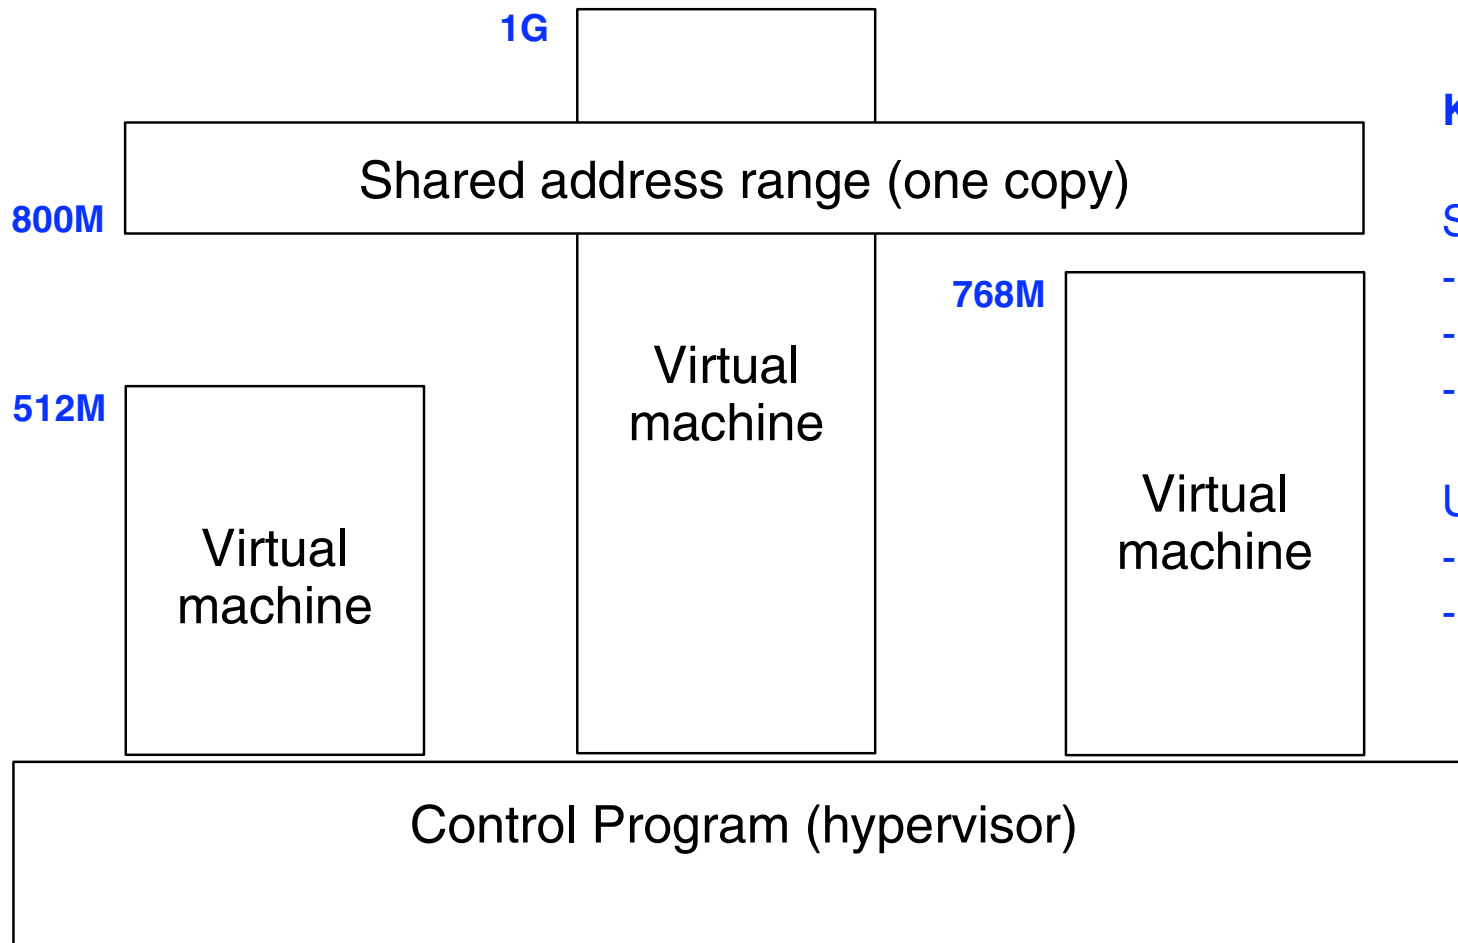 1G
Shared address range (one copy)
800M
768M
Virtual
machine
512M
Virtual
machine
Virtual
machine
Control Program (hypervisor)